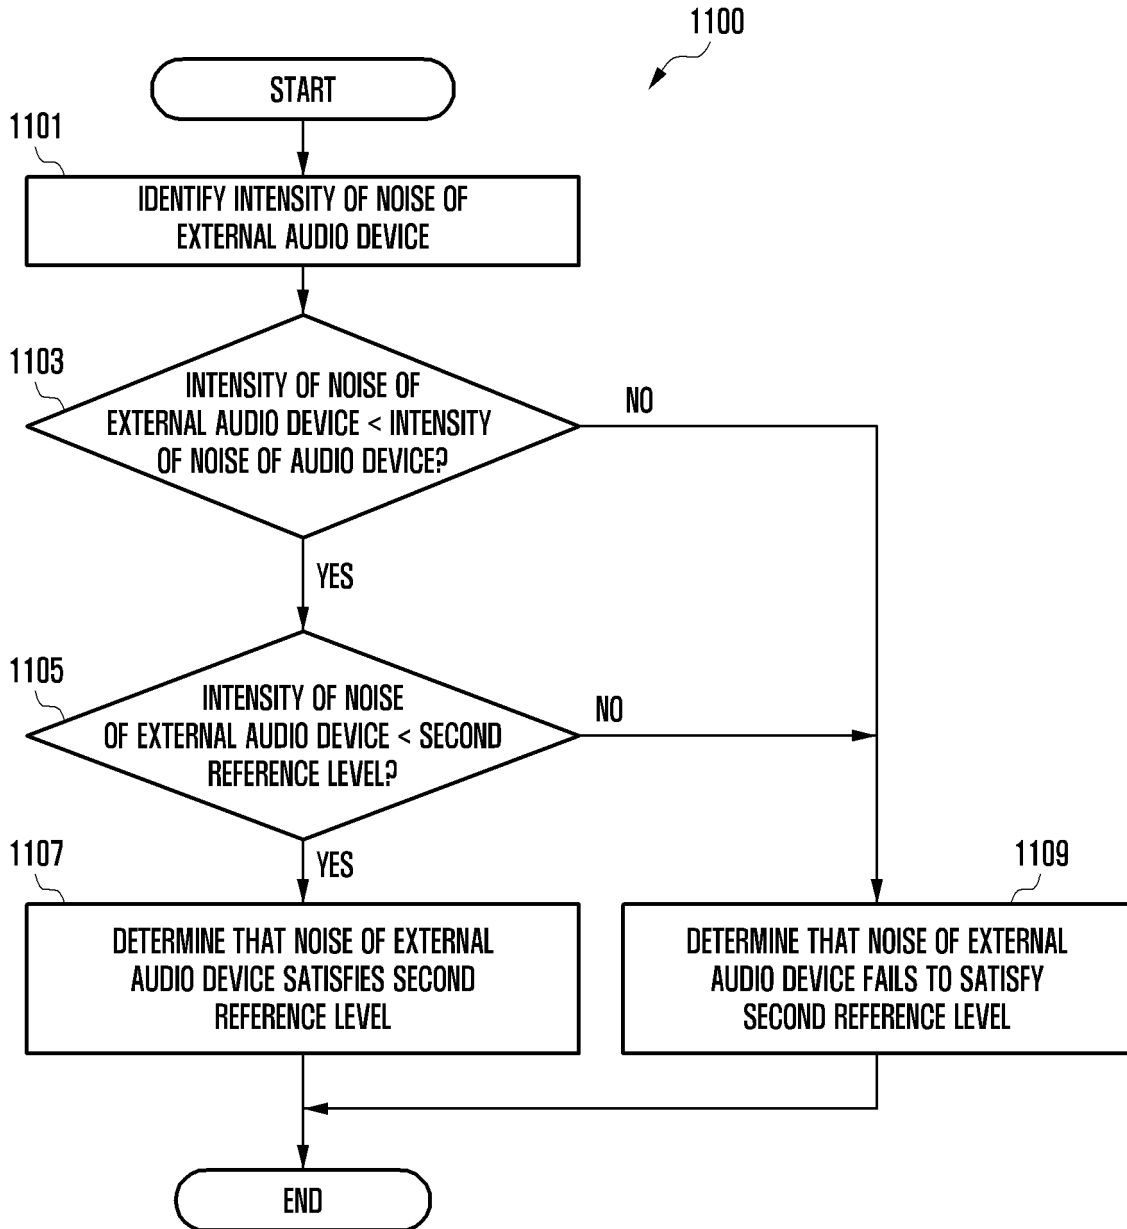 1100
START
1101
IDENTIFY INTENSITY OF NOISE OF
EXTERNAL AUDIO DEVICE
1103
INTENSITY OF NOISE OF
EXTERNAL AUDIO DEVICE < INTENSITY
OF NOISE OF AUDIO DEVICE?
NO
YES
1105
INTENSITY OF NOISE
OF EXTERNAL AUDIO DEVICE < SECOND
REFERENCE LEVEL?
NO
YES
1107
DETERMINE THAT NOISE OF EXTERNAL
AUDIO DEVICE SATISFIES SECOND
REFERENCE LEVEL
1109
DETERMINE THAT NOISE OF EXTERNAL
AUDIO DEVICE FAILS TO SATISFY
SECOND REFERENCE LEVEL
END